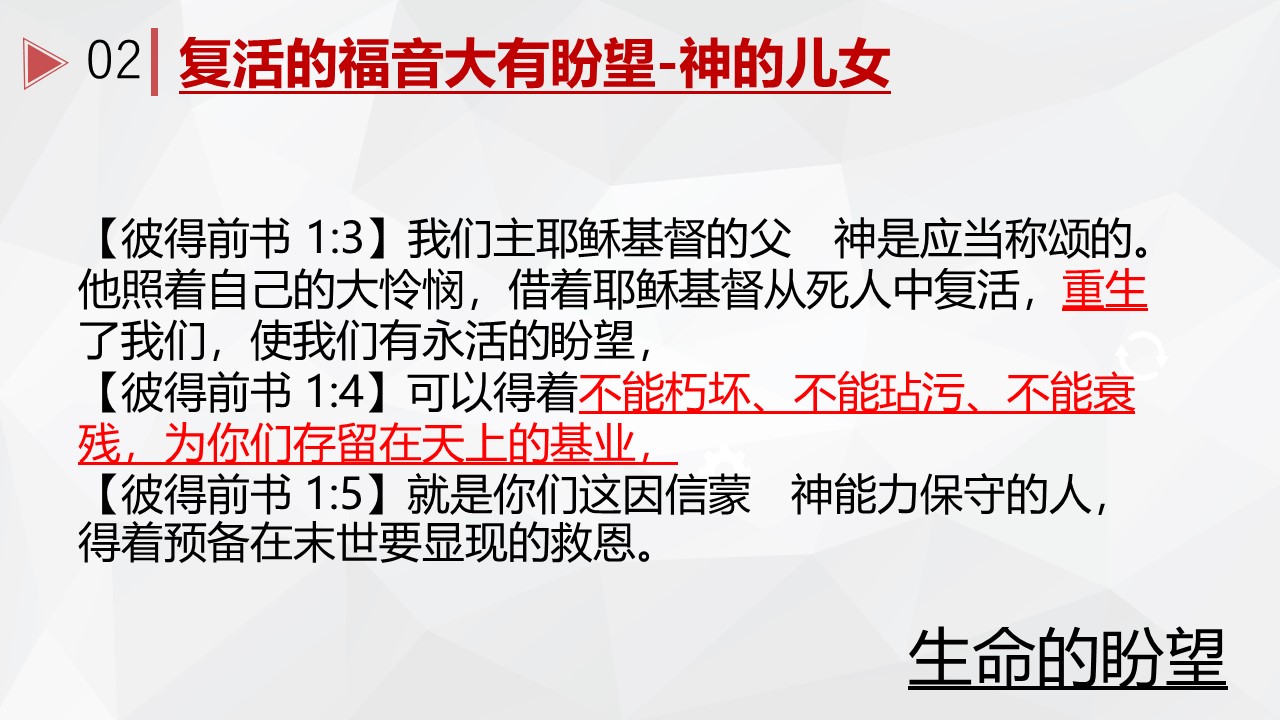 02 复活的福音大有盼望-神的儿女
【彼得前书 1:3】我们主耶稣基督的父　神是应当称颂的。
他照着自己的大怜悯，借着耶稣基督从死人中复活，重生
了我们，使我们有永活的盼望，
【彼得前书 1:4】可以得着不能朽坏、不能玷污、不能衰
残，为你们存留在天上的基业，
【彼得前书 1:5】就是你们这因信蒙　神能力保守的人，
得着预备在末世要显现的救恩。
生命的盼望